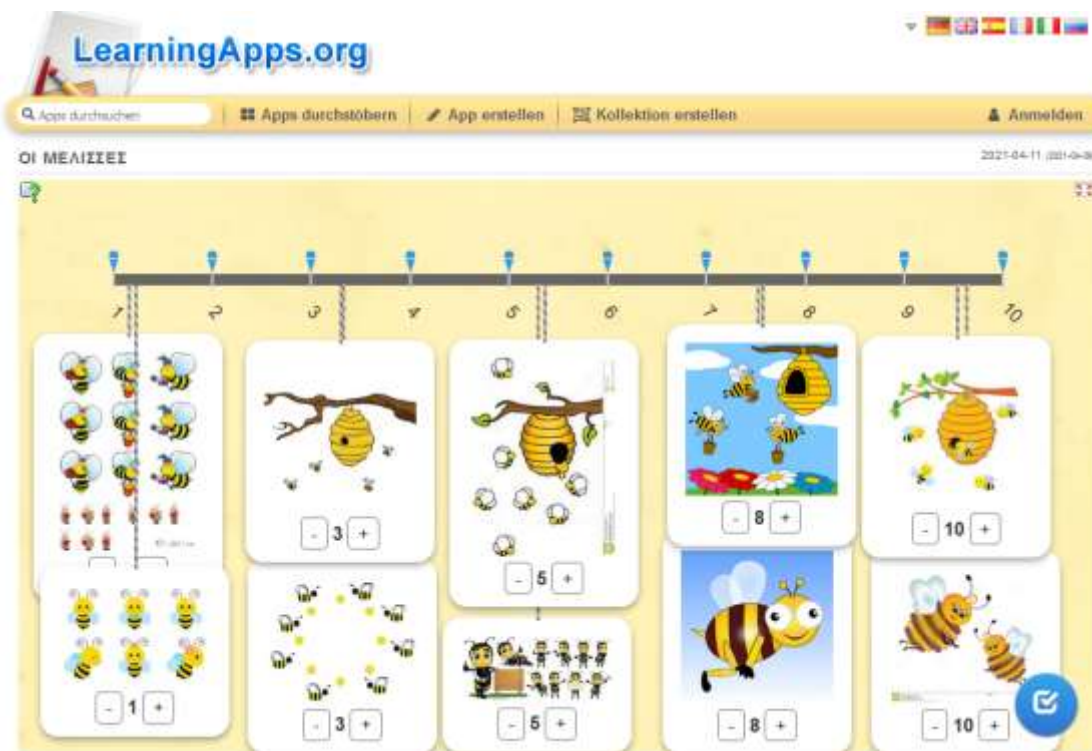 LearningApps.org
Apps durchsuchen
Apps durchstöbern
App erstellen
Kollektion erstellen
Anmelden
ΟΙ ΜΕΛΙΣΣΕΣ
2021-04-11
1 2 3 4 5 6 7 8 9 10
- 3 +
- 8 +
- 10 +
- 5 +
- 1 +
- 3 +
- 5 +
- 8 +
- 10 +